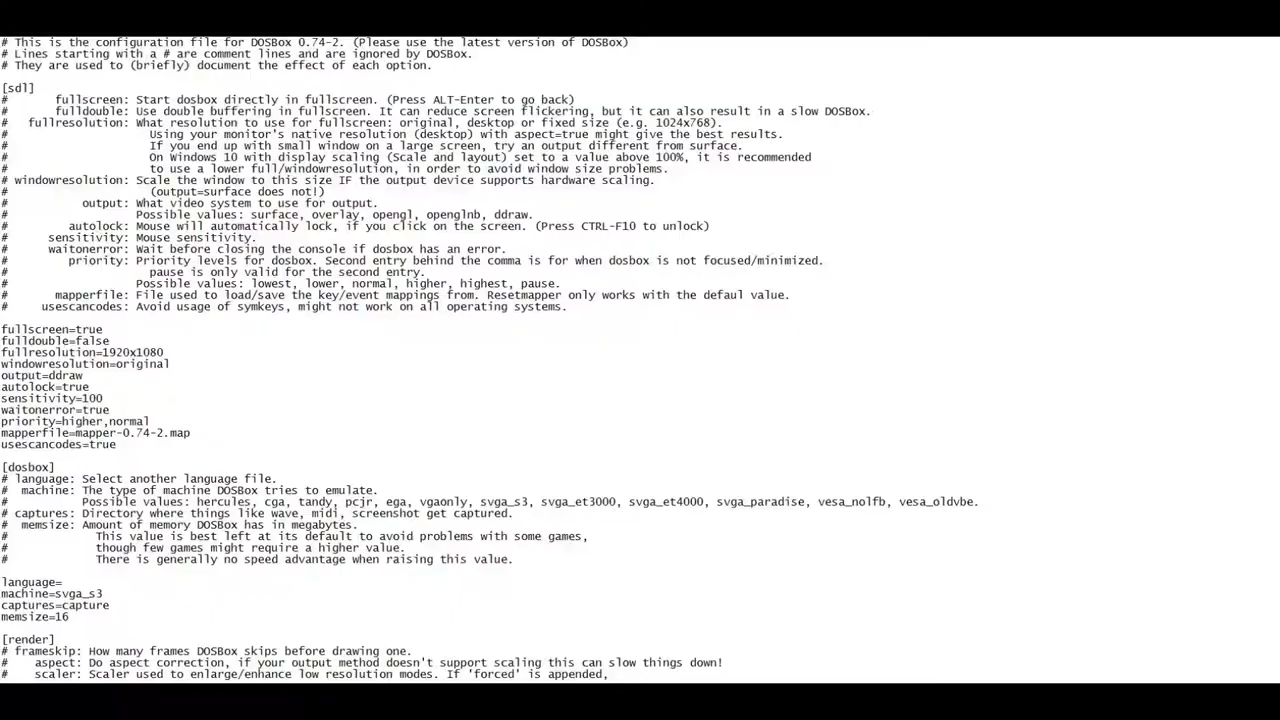 # This is the configuration file for DOSBox 0.74-2. (Please use the latest version of DOSBox)
# Lines starting with a # are comment lines and are ignored by DOSBox.
# They are used to (briefly) document the effect of each option.
[sdl]
#       fullscreen: Start dosbox directly in fullscreen. (Press ALT-Enter to go back)
#       fulldouble: Use double buffering in fullscreen. It can reduce screen flickering, but it can also result in a slow DOSBox.
#   fullresolution: What resolution to use for fullscreen: original, desktop or fixed size (e.g. 1024x768).
#                     Using your monitor's native resolution (desktop) with aspect=true might give the best results.
#                     If you end up with small window on a large screen, try an output different from surface.
#                     On Windows 10 with display scaling (Scale and layout) set to a value above 100%, it is recommended
#                     to use a lower full/windowresolution, in order to avoid window size problems.
# windowresolution: Scale the window to this size IF the output device supports hardware scaling.
#                     (output=surface does not!)
#           output: What video system to use for output.
#                   Possible values: surface, overlay, opengl, openglnb, ddraw.
#         autolock: Mouse will automatically lock, if you click on the screen. (Press CTRL-F10 to unlock)
#      sensitivity: Mouse sensitivity.
#      waitonerror: Wait before closing the console if dosbox has an error.
#         priority: Priority levels for dosbox. Second entry behind the comma is for when dosbox is not focused/minimized.
#                     pause is only valid for the second entry.
#                   Possible values: lowest, lower, normal, higher, highest, pause.
#       mapperfile: File used to load/save the key/event mappings from. Resetmapper only works with the defaul value.
#     usescancodes: Avoid usage of symkeys, might not work on all operating systems.
fullscreen=true
fulldouble=false
fullresolution=1920x1080
windowresolution=original
output=ddraw
autolock=true
sensitivity=100
waitonerror=true
priority=higher,normal
mapperfile=mapper-0.74-2.map
usescancodes=true
[dosbox]
# language: Select another language file.
#  machine: The type of machine DOSBox tries to emulate.
#           Possible values: hercules, cga, tandy, pcjr, ega, vgaonly, svga_s3, svga_et3000, svga_et4000, svga_paradise, vesa_nolfb, vesa_oldvbe.
# captures: Directory where things like wave, midi, screenshot get captured.
#  memsize: Amount of memory DOSBox has in megabytes.
#             This value is best left at its default to avoid problems with some games,
#             though few games might require a higher value.
#             There is generally no speed advantage when raising this value.
language=
machine=svga_s3
captures=capture
memsize=16
[render]
# frameskip: How many frames DOSBox skips before drawing one.
#    aspect: Do aspect correction, if your output method doesn't support scaling this can slow things down!
#    scaler: Scaler used to enlarge/enhance low resolution modes. If 'forced' is appended,